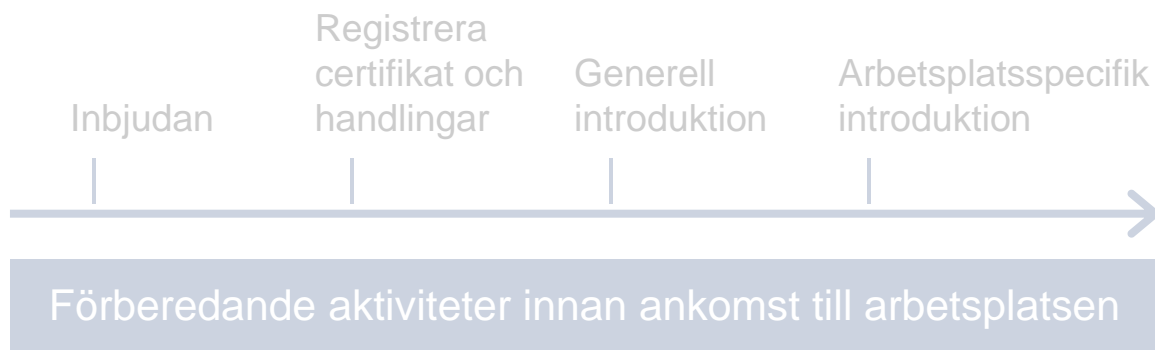 Inbjudan
Registrera
certifikat och
handlingar
Generell
introduktion
Arbetsplatsspecifik
introduktion
Förberedande aktiviteter innan ankomst till arbetsplatsen